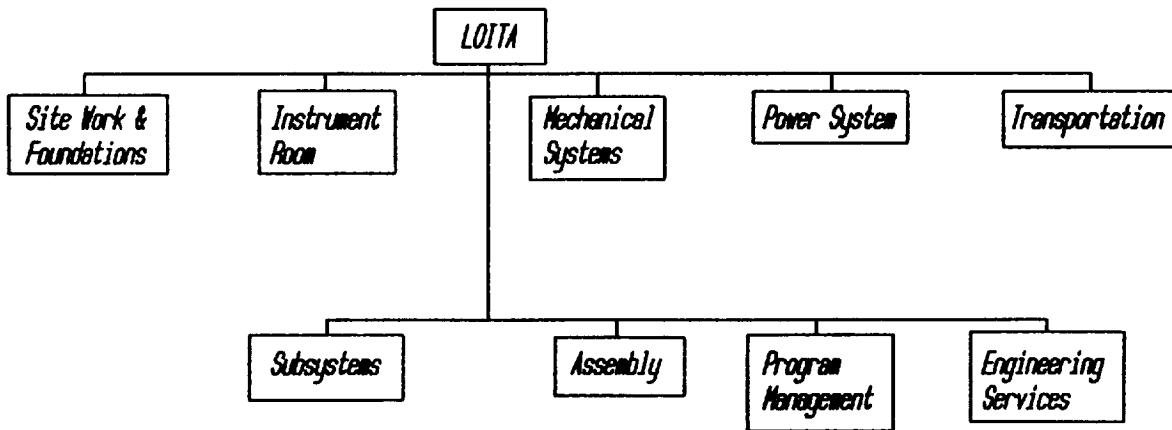 LOITA
Site Work &
Foundations
Instrument
Room
Mechanical
Systems
Power System
Transportation
Subsystems
Assembly
Program
Management
Engineering
Services